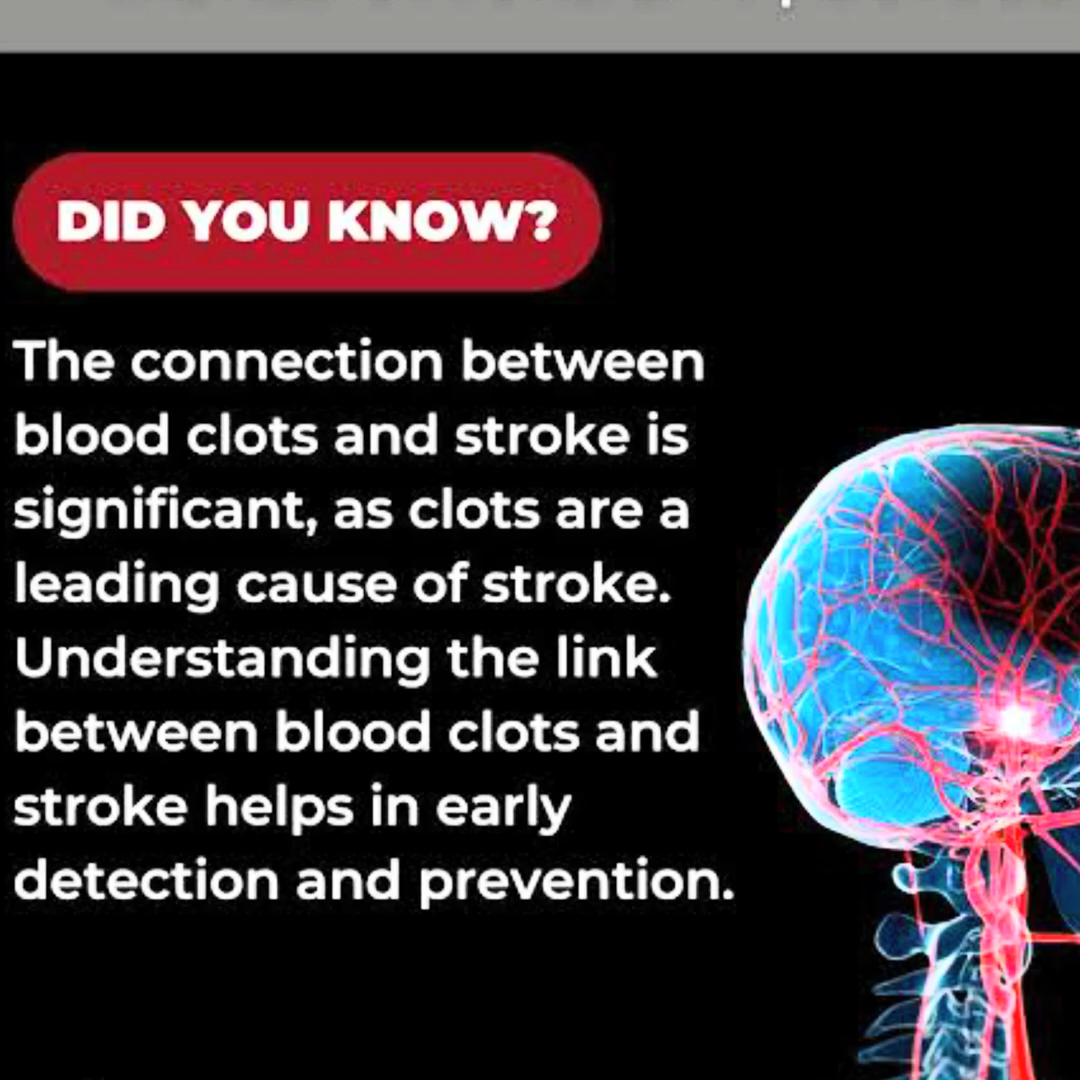 DID YOU KNOW?
The connection between
blood clots and stroke is
significant, as clots are a
leading cause of stroke.
Understanding the link
between blood clots and
stroke helps in early
detection and prevention.